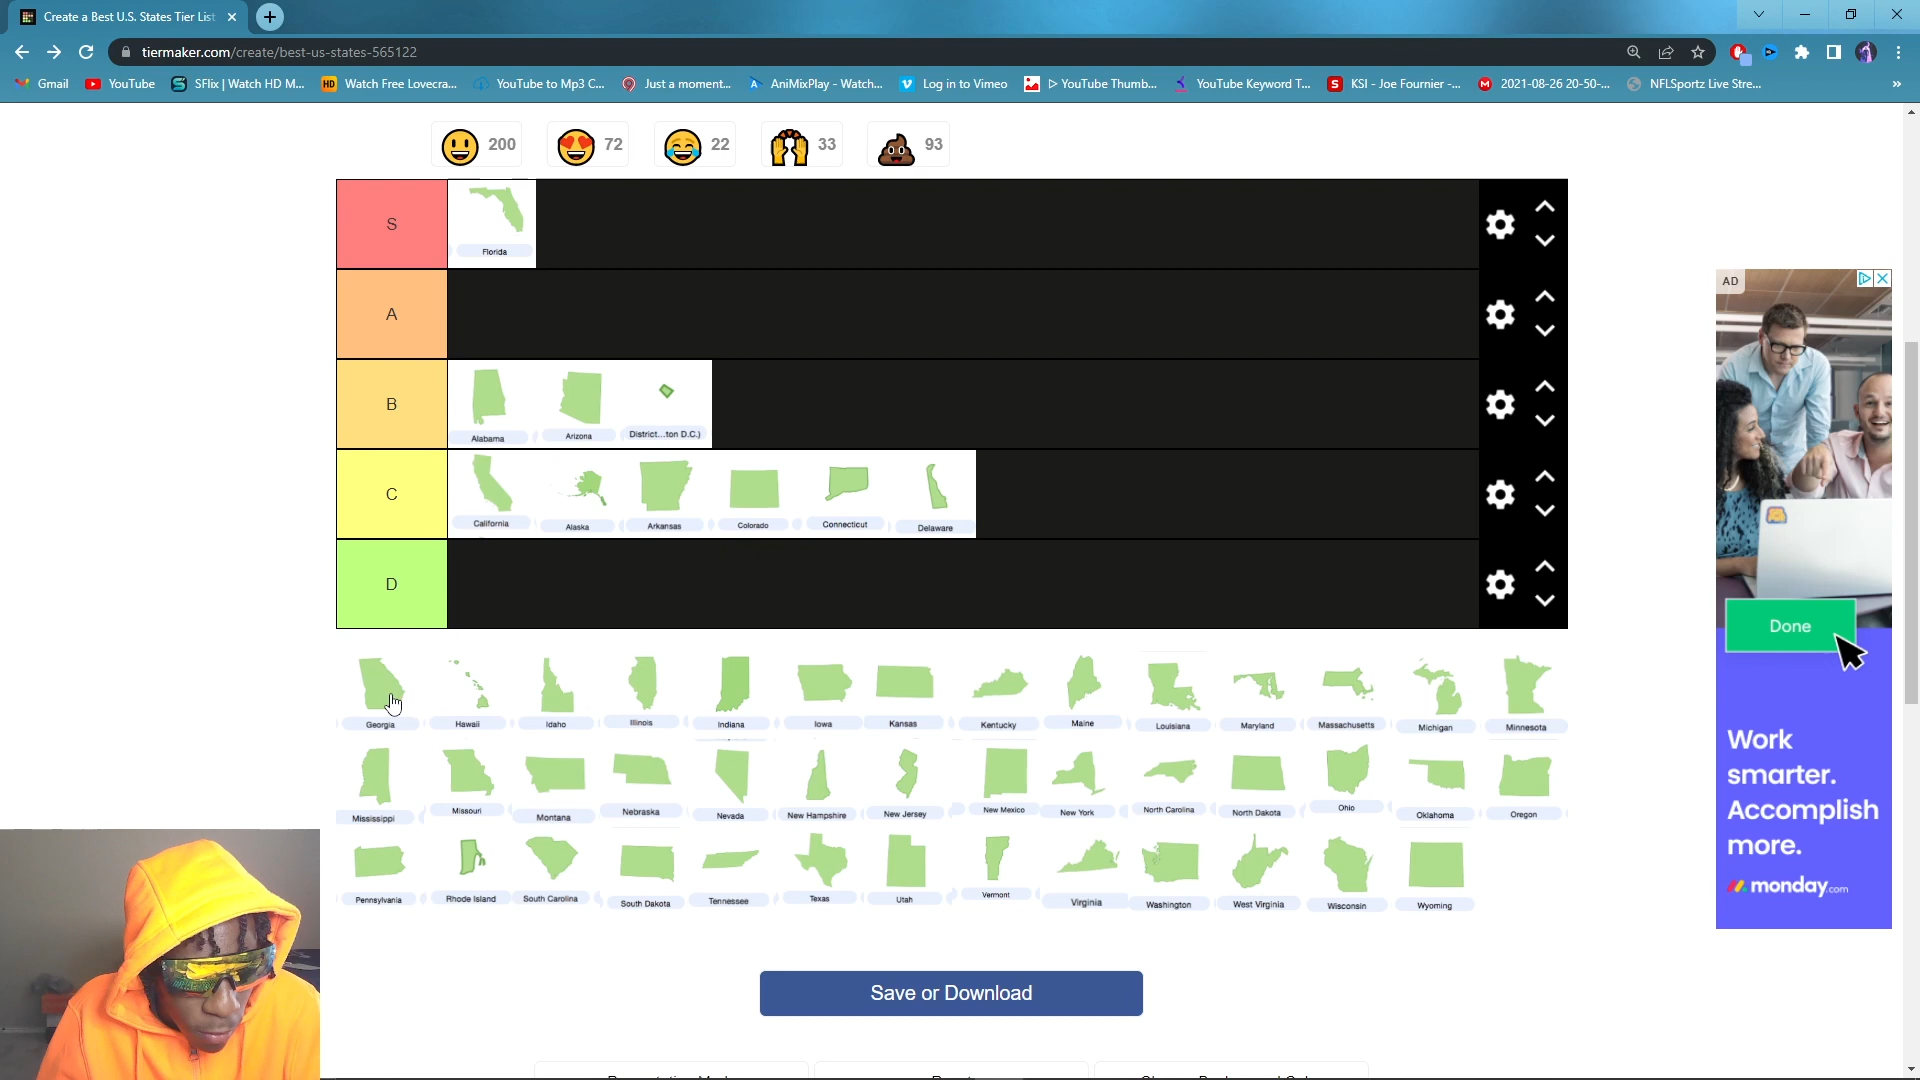 Create a Best U.S. States Tier List
tiermaker.com/create/best-us-states-565122
Gmail YouTube SFlix | Watch HD M... Watch Free Lovecra... YouTube to Mp3 C... Just a moment... AniMixPlay - Watch... Log in to Vimeo ▷ YouTube Thumb... YouTube Keyword T... KSI - Joe Fournier -... 2021-08-26 20-50-... NFLSportz Live Stre...
200 72 22 33 93
S
Florida
A
B
Alabama Arizona District...ton D.C.)
C
California Alaska Arkansas Colorado Connecticut Delaware
D
Georgia Hawaii Idaho Illinois Indiana Iowa Kansas Kentucky Maine Louisiana Maryland Massachusetts Michigan Minnesota
Mississippi Missouri Montana Nebraska Nevada New Hampshire New Jersey New Mexico New York North Carolina North Dakota Ohio Oklahoma Oregon
Pennsylvania Rhode Island South Carolina South Dakota Tennessee Texas Utah Vermont Virginia Washington West Virginia Wisconsin Wyoming
Save or Download
AD
Done
Work
smarter.
Accomplish
more.
monday.com